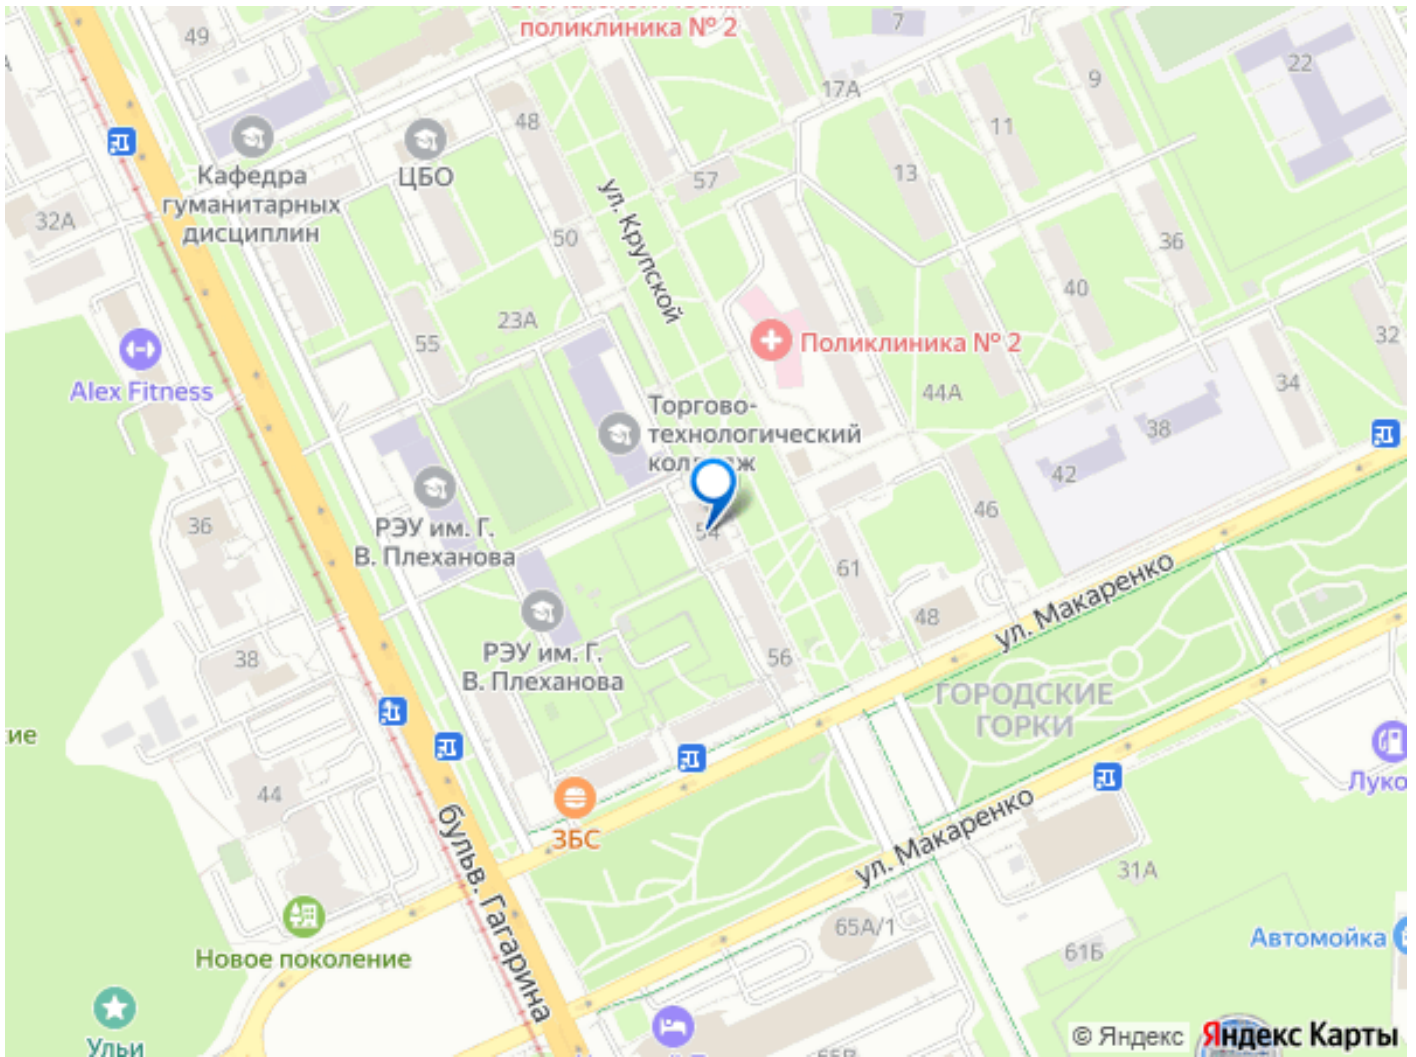 поликлиника № 2
49
7
22
17А
9
48
11
Кафедра
гуманитарных
дисциплин
ЦБО
57
13
32А
ул. Крупской
50
36
40
23А
55
Поликлиника № 2
32
Alex Fitness
34
44А
Торгово-
технологический
38
42
36
РЭУ им. Г.
В. Плеханова
54
46
61
ул. Макаренко
48
38
РЭУ им. Г.
В. Плеханова
56
ГОРОДСКИЕ
ГОРКИ
ие
44
Луко
ЗБС
бульв. Гагарина
ул. Макаренко
31А
65А/1
Новое поколение
61Б
Автомойка
Ульи
© Яндекс
Яндекс Карты